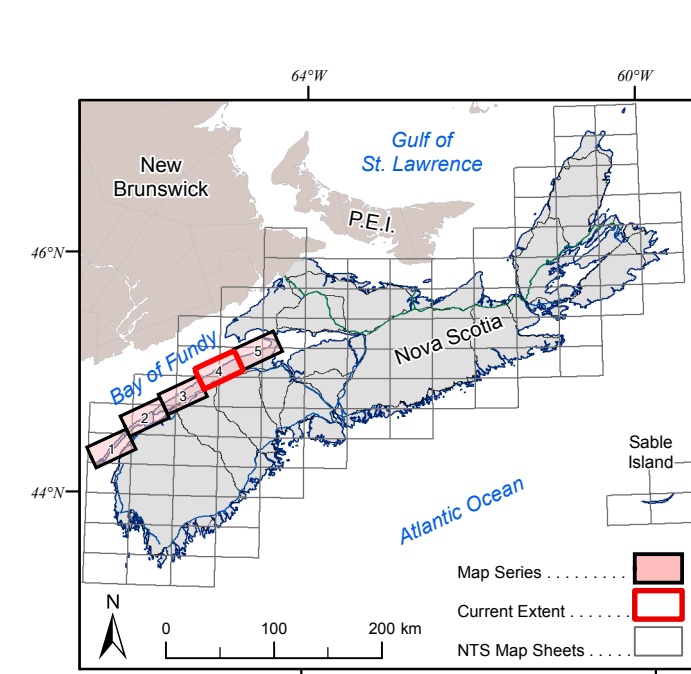 64°W
60°W
Gulf of
St. Lawrence
New
Brunswick
P.E.I.
46°N
Nova Scotia
Bay of Fundy
5
4
3
2
1
Sable
Island
44°N
Atlantic Ocean
Map Series . . . . . . . . .
Current Extent . . . . . . .
NTS Map Sheets . . . . .
N
0 100 200 km